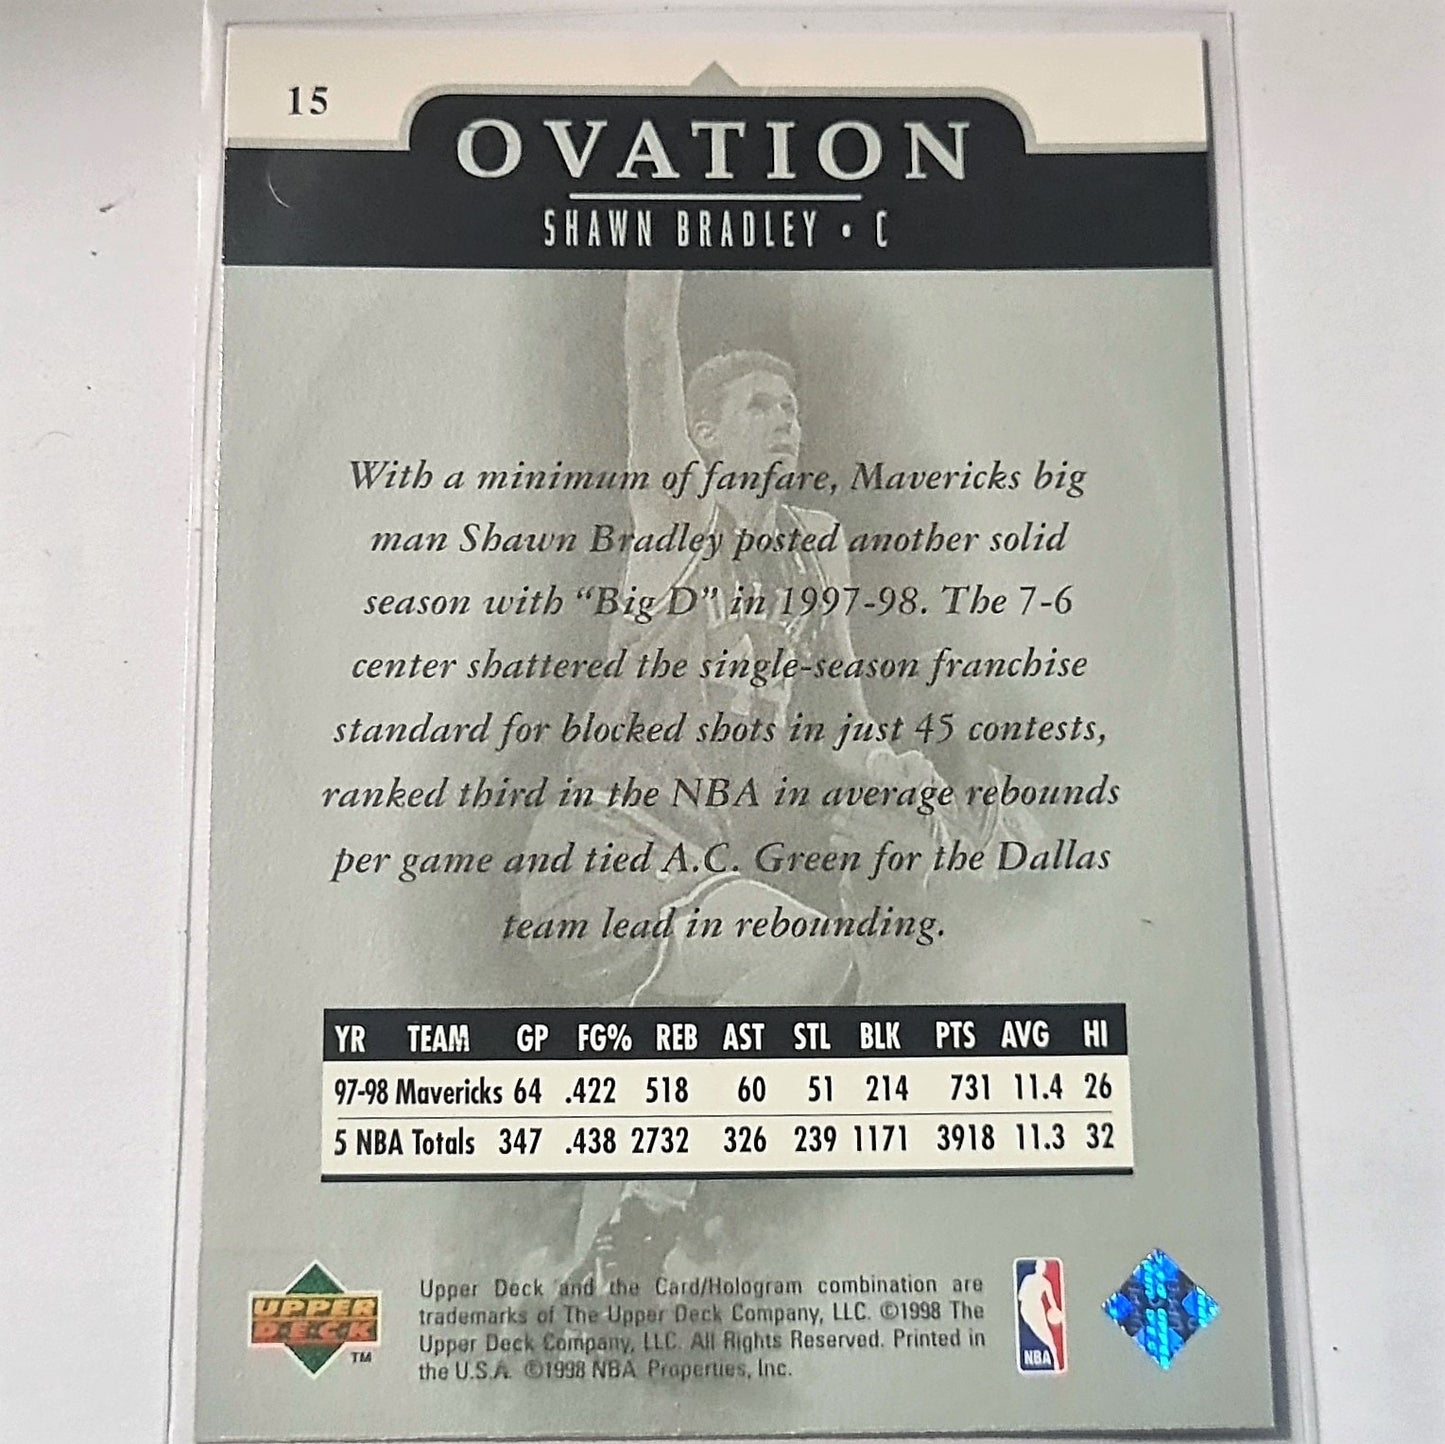 15
OVATION
SHAWN BRADLEY • C
With a minimum of fanfare, Mavericks big
man Shawn Bradley posted another solid
season with “Big D” in 1997-98. The 7-6
center shattered the single-season franchise
standard for blocked shots in just 45 contests,
ranked third in the NBA in average rebounds
per game and tied A.C. Green for the Dallas
team lead in rebounding.
YR TEAM GP FG% REB AST STL BLK PTS AVG HI
97-98 Mavericks 64 .422 518 60 51 214 731 11.4 26
5 NBA Totals 347 .438 2732 326 239 1171 3918 11.3 32
UPPER
DECK
TM
Upper Deck and the Card/Hologram combination are
trademarks of The Upper Deck Company, LLC. ©1998 The
Upper Deck Company, LLC. All Rights Reserved. Printed in
the U.S.A. ©1998 NBA Properties, Inc.
NBA